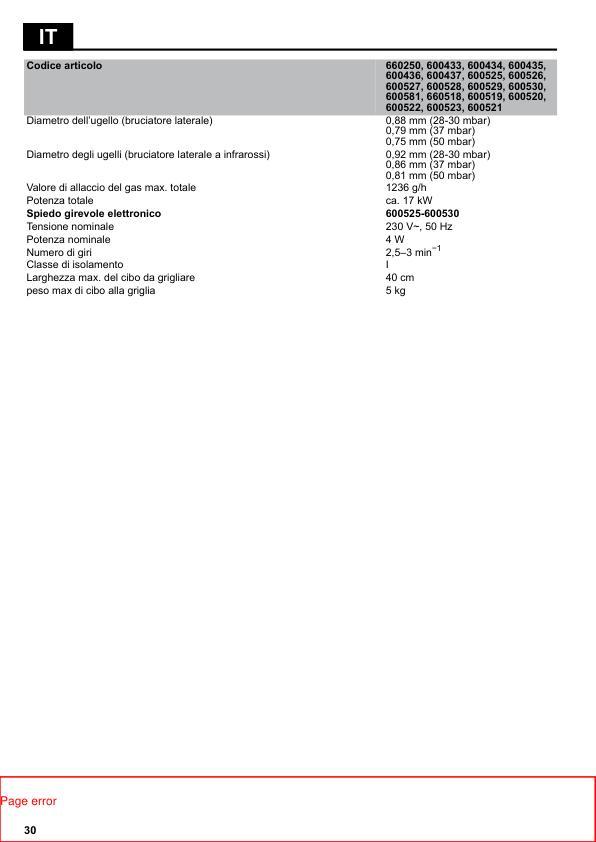 IT
Codice articolo
660250, 600433, 600434, 600435,
600436, 600437, 600525, 600526,
600527, 600528, 600529, 600530,
600581, 660518, 600519, 600520,
600522, 600523, 600521
Diametro dell'ugello (bruciatore laterale)
0,88 mm (28-30 mbar)
0,79 mm (37 mbar)
0,75 mm (50 mbar)
Diametro degli ugelli (bruciatore laterale a infrarossi)
0,92 mm (28-30 mbar)
0,86 mm (37 mbar)
0,81 mm (50 mbar)
Valore di allaccio del gas max. totale 1236 g/h
Potenza totale ca. 17 kW
Spiedo girevole elettronico 600525-600530
Tensione nominale 230 V~, 50 Hz
Potenza nominale 4 W
Numero di giri 2,5–3 min⁻¹
Classe di isolamento I
Larghezza max. del cibo da grigliare 40 cm
peso max di cibo alla griglia 5 kg
Page error
30